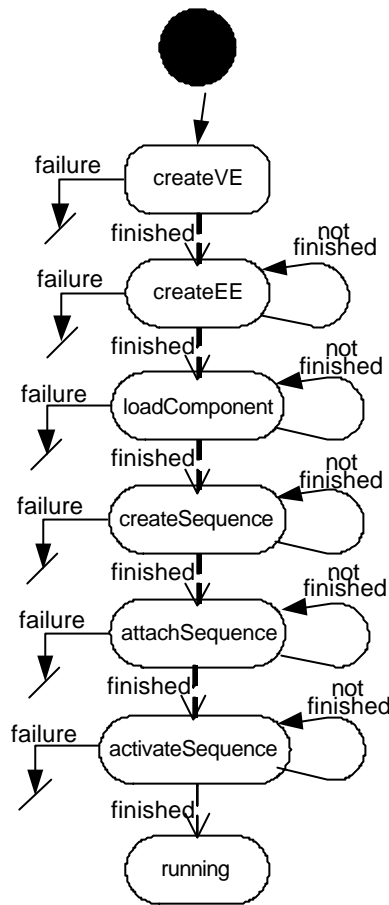 failure
createVE
finished
not
finished
failure
createEE
finished
not
finished
failure
loadComponent
finished
not
finished
failure
createSequence
finished
not
finished
failure
attachSequence
finished
not
finished
failure
activateSequence
finished
running